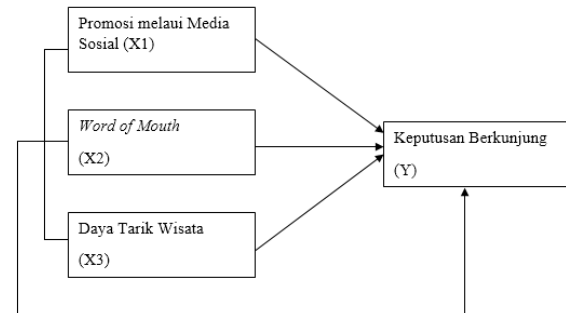 Promosi melaui Media
Sosial (X1)
Word of Mouth
(X2)
Keputusan Berkunjung
(Y)
Daya Tarik Wisata
(X3)